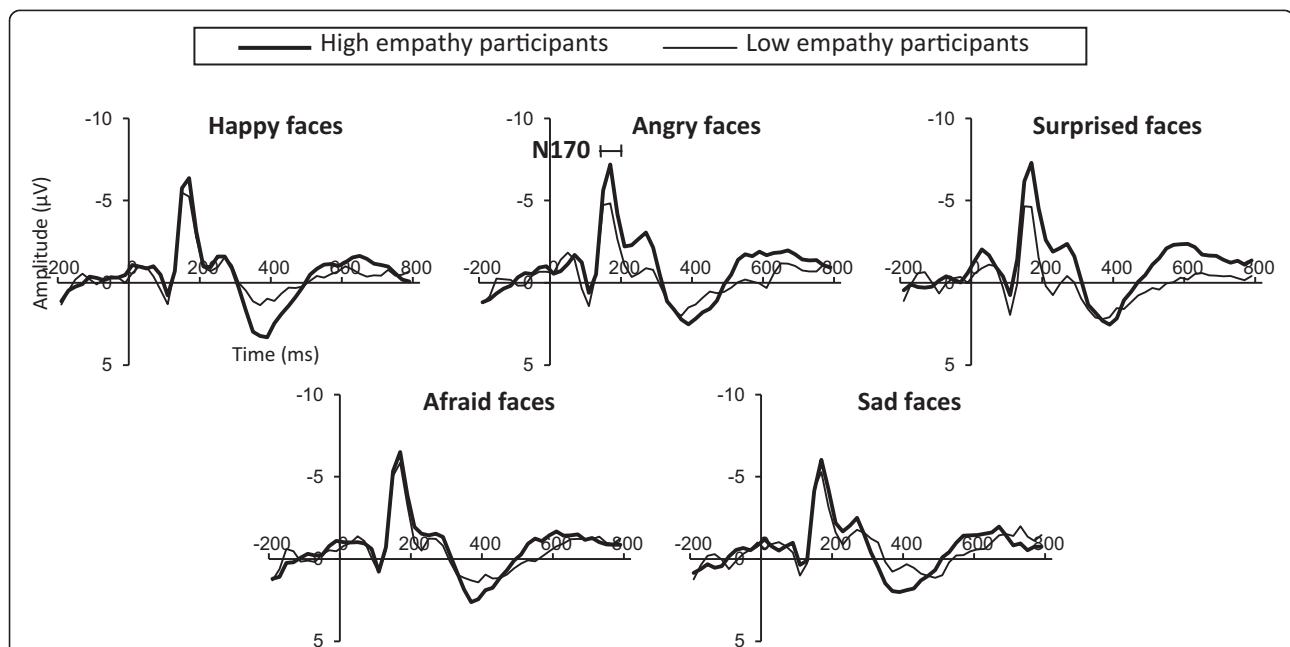 High empathy participants Low empathy participants
Happy faces Angry faces Surprised faces
-10 -10 -10
N170
-5 -5 -5
Amplitude (µV)
-200 0 200 400 600 800 -200 0 200 400 600 800 -200 0 200 400 600 800
Time (ms)
5 5 5
Afraid faces Sad faces
-10 -10
-5 -5
-200 0 200 400 600 800 -200 0 200 400 600 800
5 5